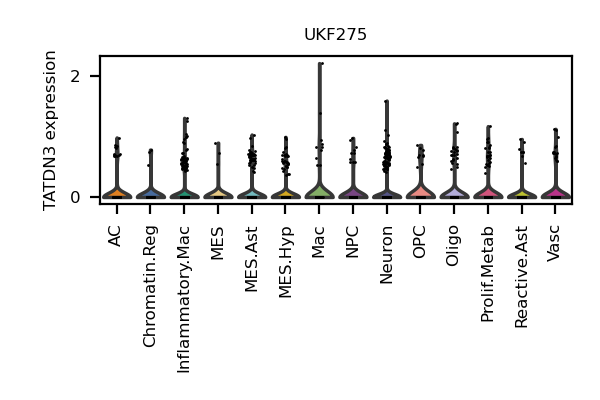 UKF275
TATDN3 expression
2
0
AC
Chromatin.Reg
Inflammatory.Mac
MES
MES.Ast
MES.Hyp
Mac
NPC
Neuron
OPC
Oligo
Prolif.Metab
Reactive.Ast
Vasc